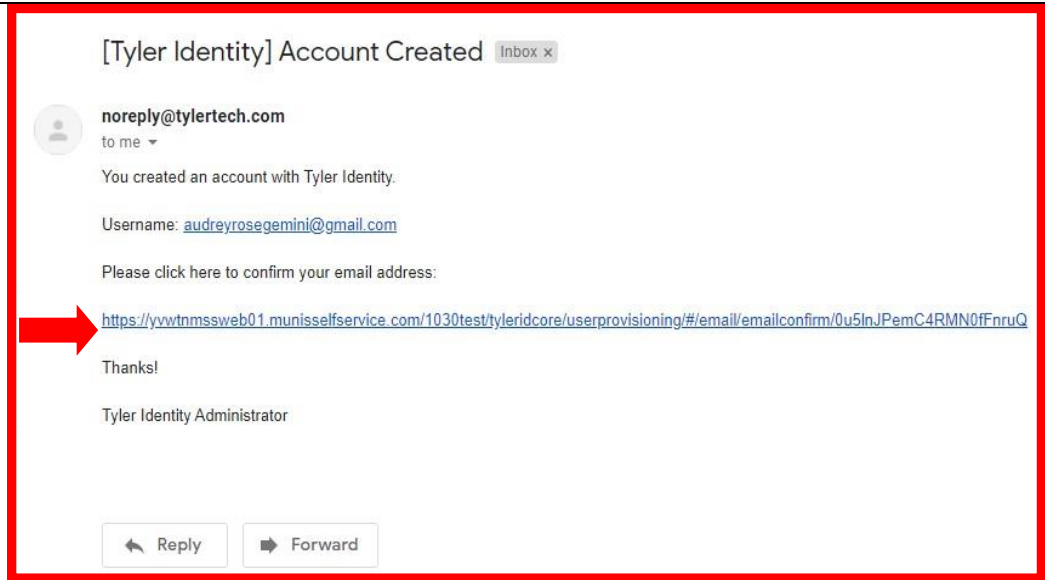 [Tyler Identity] Account Created Inbox x
noreply@tylertech.com
to me
You created an account with Tyler Identity.
Username: audreyrosegemini@gmail.com
Please click here to confirm your email address:
https://yvwtnmssweb01.munisselfservice.com/1030test/tyleridcore/userprovisioning/#/email/emailconfirm/0u5lnJPemC4RMN0fFnruQ
Thanks!
Tyler Identity Administrator
Reply Forward